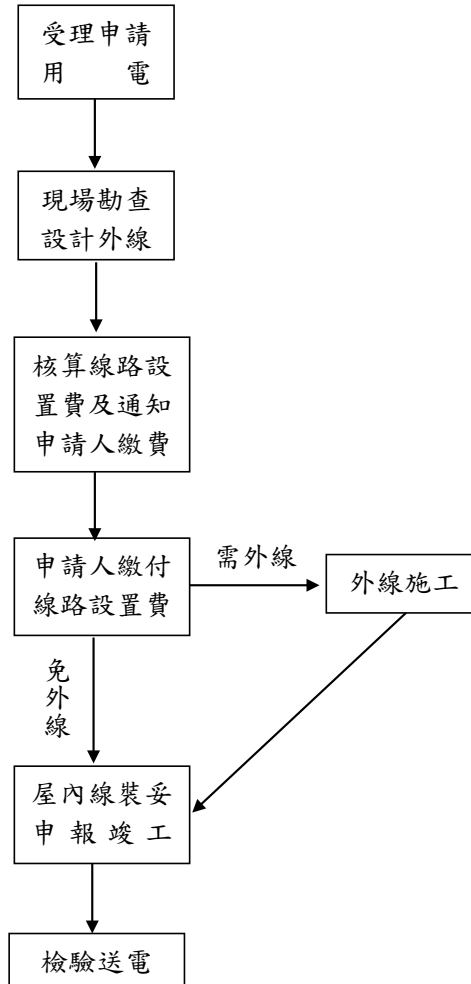 受理申請
用電
現場勘查
設計外線
核算線路設
置費及通知
申請人繳費
申請人繳付
線路設置費
需外線
外線施工
免外線
屋內線裝妥
申報竣工
檢驗送電